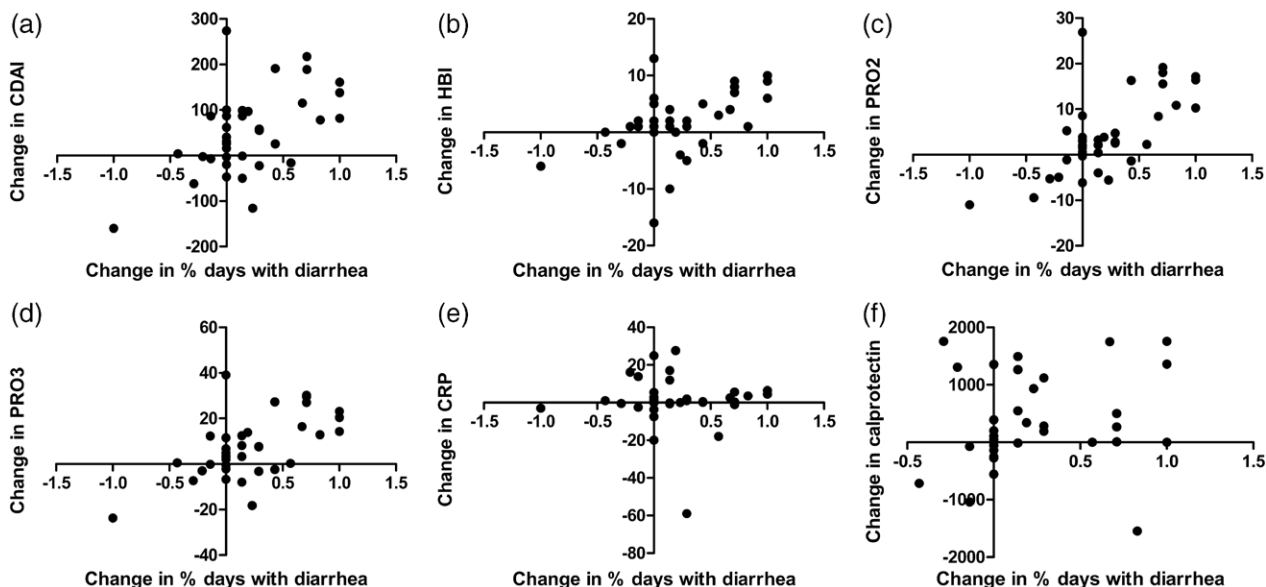 (a)
Change in CDAI
300
200
100
0
-100
-200
-1.5 -1.0 -0.5 0.5 1.0 1.5
Change in % days with diarrhea
(b)
Change in HBI
20
10
0
-10
-20
-1.5 -1.0 -0.5 0.5 1.0 1.5
Change in % days with diarrhea
(c)
Change in PRO2
30
20
10
0
-10
-20
-1.5 -1.0 -0.5 0.5 1.0 1.5
Change in % days with diarrhea
(d)
Change in PRO3
60
40
20
0
-20
-40
-1.5 -1.0 -0.5 0.5 1.0 1.5
Change in % days with diarrhea
(e)
Change in CRP
40
20
0
-20
-40
-60
-80
-1.5 -1.0 -0.5 0.5 1.0 1.5
Change in % days with diarrhea
(f)
Change in calprotectin
2000
1000
0
-1000
-2000
-0.5 0.5 1.0 1.5
Change in % days with diarrhea